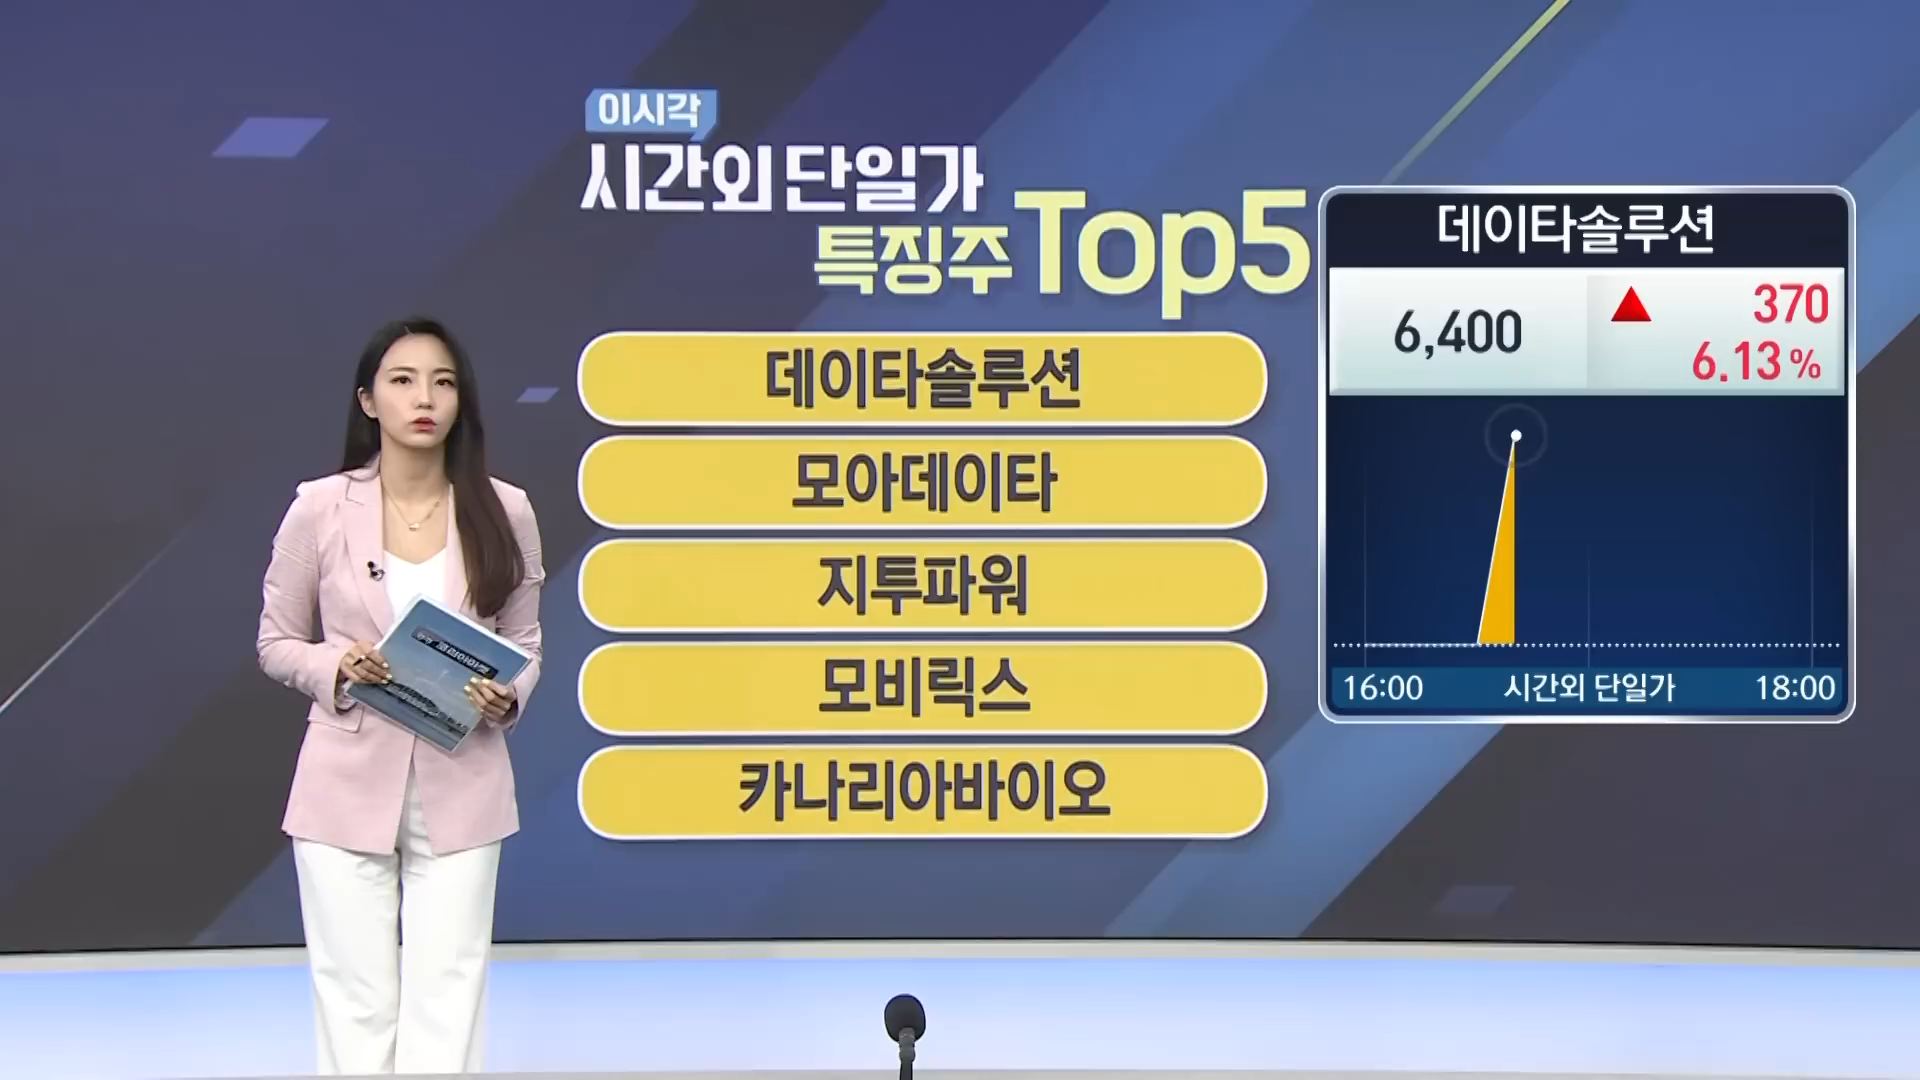 이시각
시간외 단일가
특징주 Top5
데이타솔루션
모아데이타
지투파워
모비릭스
카나리아바이오
데이타솔루션
6,400
▲ 370
6.13%
16:00 시간외 단일가 18:00